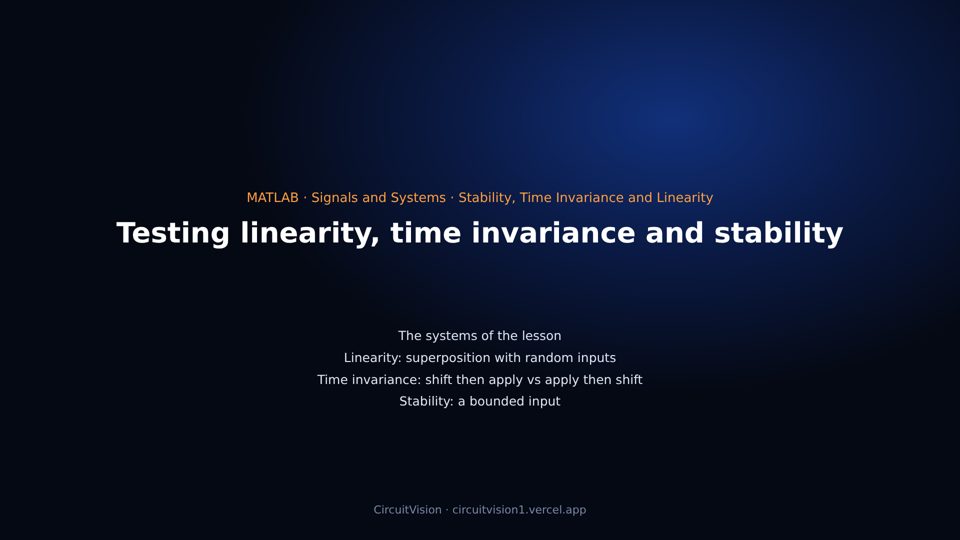 MATLAB · Signals and Systems · Stability, Time Invariance and Linearity
Testing linearity, time invariance and stability
The systems of the lesson
Linearity: superposition with random inputs
Time invariance: shift then apply vs apply then shift
Stability: a bounded input
CircuitVision · circuitvision1.vercel.app